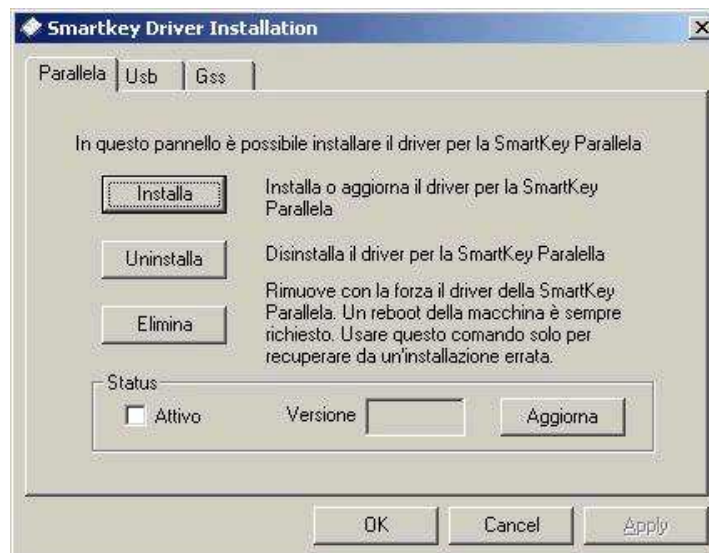 Smartkey Driver Installation
Parallela Usb Gss
In questo pannello è possibile installare il driver per la SmartKey Parallela
Installa
Installa o aggiorna il driver per la SmartKey
Parallela
Uninstalla
Disinstalla il driver per la SmartKey Paralella
Elimina
Rimuove con la forza il driver della SmartKey
Parallela. Un reboot della macchina è sempre
richiesto. Usare questo comando solo per
recuperare da un'installazione errata.
Status
Attivo Versione Aggiorna
OK Cancel Apply